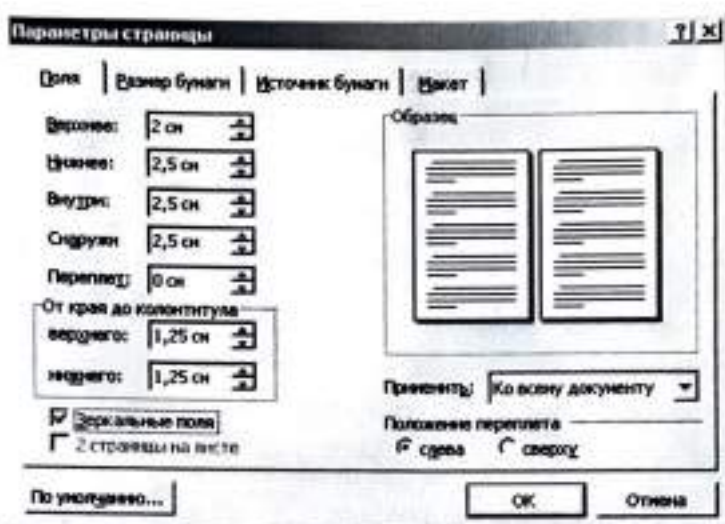 Параметры страницы
Поля Размер бумаги Источник бумаги Макет
Верхнее: 2 см
Нижнее: 2,5 см
Внутри: 2,5 см
Снаружи 2,5 см
Переплет: 0 см
От края до колонтитула
верхнего: 1,25 см
нижнего: 1,25 см
Зеркальные поля
2 страницы на листе
Образец
Применить: Ко всему документу
Положение переплета
слева сверху
По умолчанию... ОК Отмена